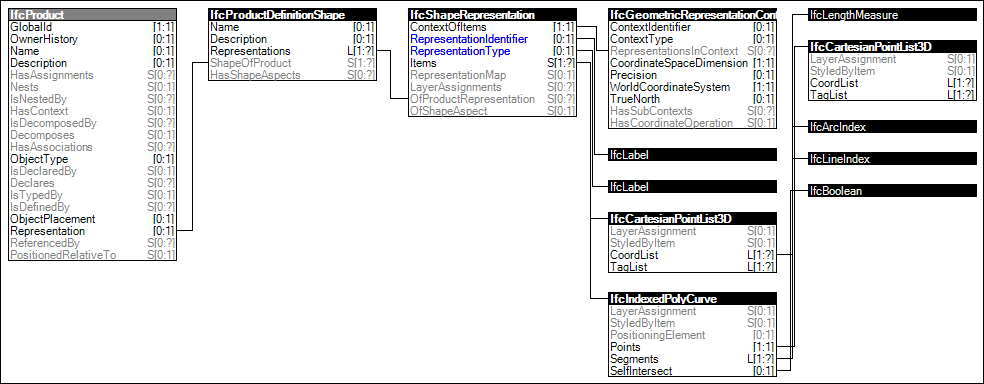 IfcProduct
GlobalId [1:1]
OwnerHistory [0:1]
Name [0:1]
Description [0:1]
HasAssignments S[0:?]
Nests S[0:1]
IsNestedBy S[0:?]
HasContext S[0:1]
IsDecomposedBy S[0:?]
Decomposes S[0:1]
HasAssociations S[0:?]
ObjectType [0:1]
IsDeclaredBy S[0:1]
Declares S[0:?]
IsTypedBy S[0:1]
IsDefinedBy S[0:?]
ObjectPlacement [0:1]
Representation [0:1]
ReferencedBy S[0:?]
PositionedRelativeTo S[0:1]
IfcProductDefinitionShape
Name [0:1]
Description [0:1]
Representations L[1:?]
ShapeOfProduct S[1:?]
HasShapeAspects S[0:?]
IfcShapeRepresentation
ContextOfItems [1:1]
RepresentationIdentifier [0:1]
RepresentationType [0:1]
Items S[1:?]
RepresentationMap S[0:1]
LayerAssignments S[0:?]
OfProductRepresentation S[0:?]
OfShapeAspect S[0:1]
IfcGeometricRepresentationCont
ContextIdentifier [0:1]
ContextType [0:1]
RepresentationsInContext S[0:?]
CoordinateSpaceDimension [1:1]
Precision [0:1]
WorldCoordinateSystem [1:1]
TrueNorth [0:1]
HasSubContexts S[0:?]
HasCoordinateOperation S[0:1]
IfcLabel
IfcLabel
IfcCartesianPointList3D
LayerAssignment S[0:1]
StyledByItem S[0:1]
CoordList L[1:?]
TagList L[1:?]
IfcIndexedPolyCurve
LayerAssignment S[0:1]
StyledByItem S[0:1]
PositioningElement [0:1]
Points [1:1]
Segments L[1:?]
SelfIntersect [0:1]
IfcLengthMeasure
IfcCartesianPointList3D
LayerAssignment S[0:1]
StyledByItem S[0:1]
CoordList L[1:?]
TagList L[1:?]
IfcArcIndex
IfcLineIndex
IfcBoolean